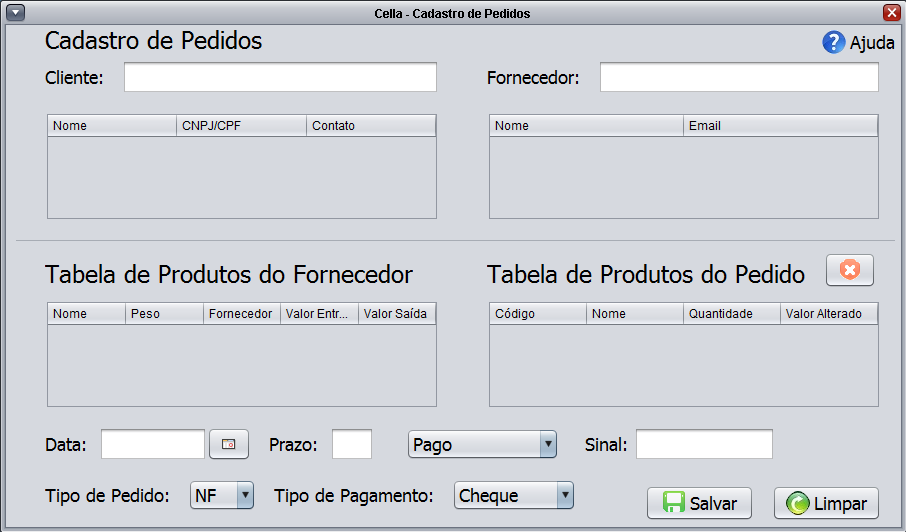 Cella - Cadastro de Pedidos
Cadastro de Pedidos
Ajuda
Cliente:
Fornecedor:
Nome CNPJ/CPF Contato
Nome Email
Tabela de Produtos do Fornecedor
Tabela de Produtos do Pedido
Nome Peso Fornecedor Valor Entr... Valor Saída
Código Nome Quantidade Valor Alterado
Data: Prazo: Pago Sinal:
Tipo de Pedido: NF Tipo de Pagamento: Cheque
Salvar Limpar